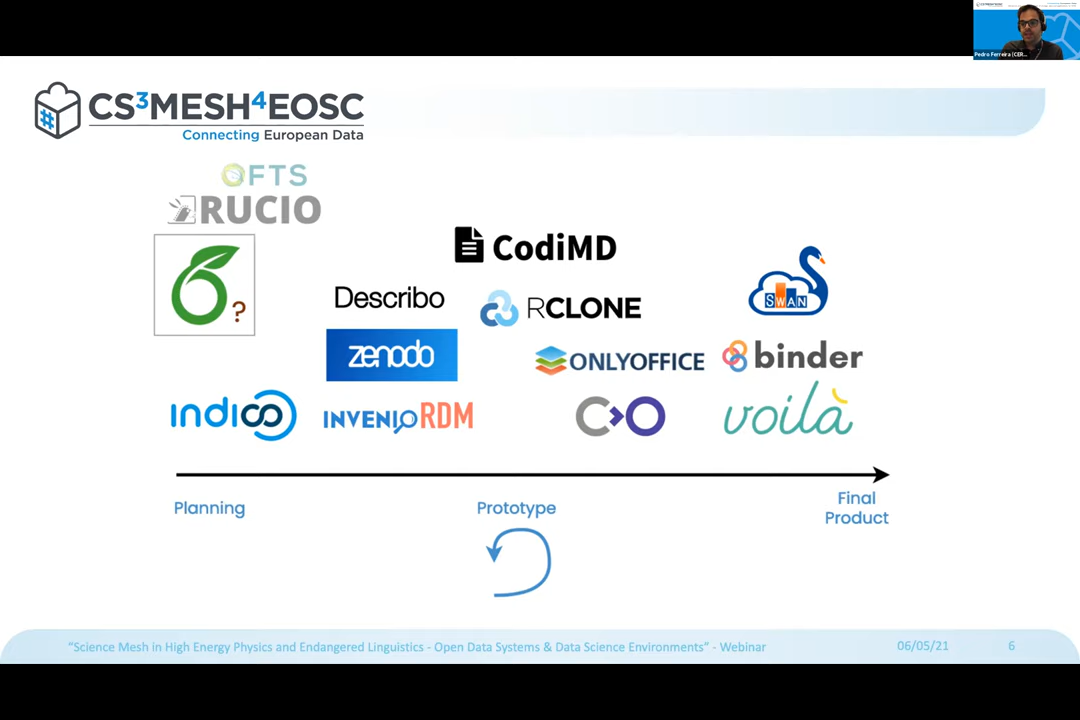 Pedro Ferreira (CER...
CS3MESH4EOSC
Connecting European Data
FTS
RUCIO
?
CodiMD
Describo
RCLONE
SWAN
zenodo
ONLYOFFICE
binder
indico
INVENIORDM
C>O
voilà
Planning
Prototype
Final
Product
"Science Mesh in High Energy Physics and Endangered Linguistics - Open Data Systems & Data Science Environments" - Webinar
06/05/21
6